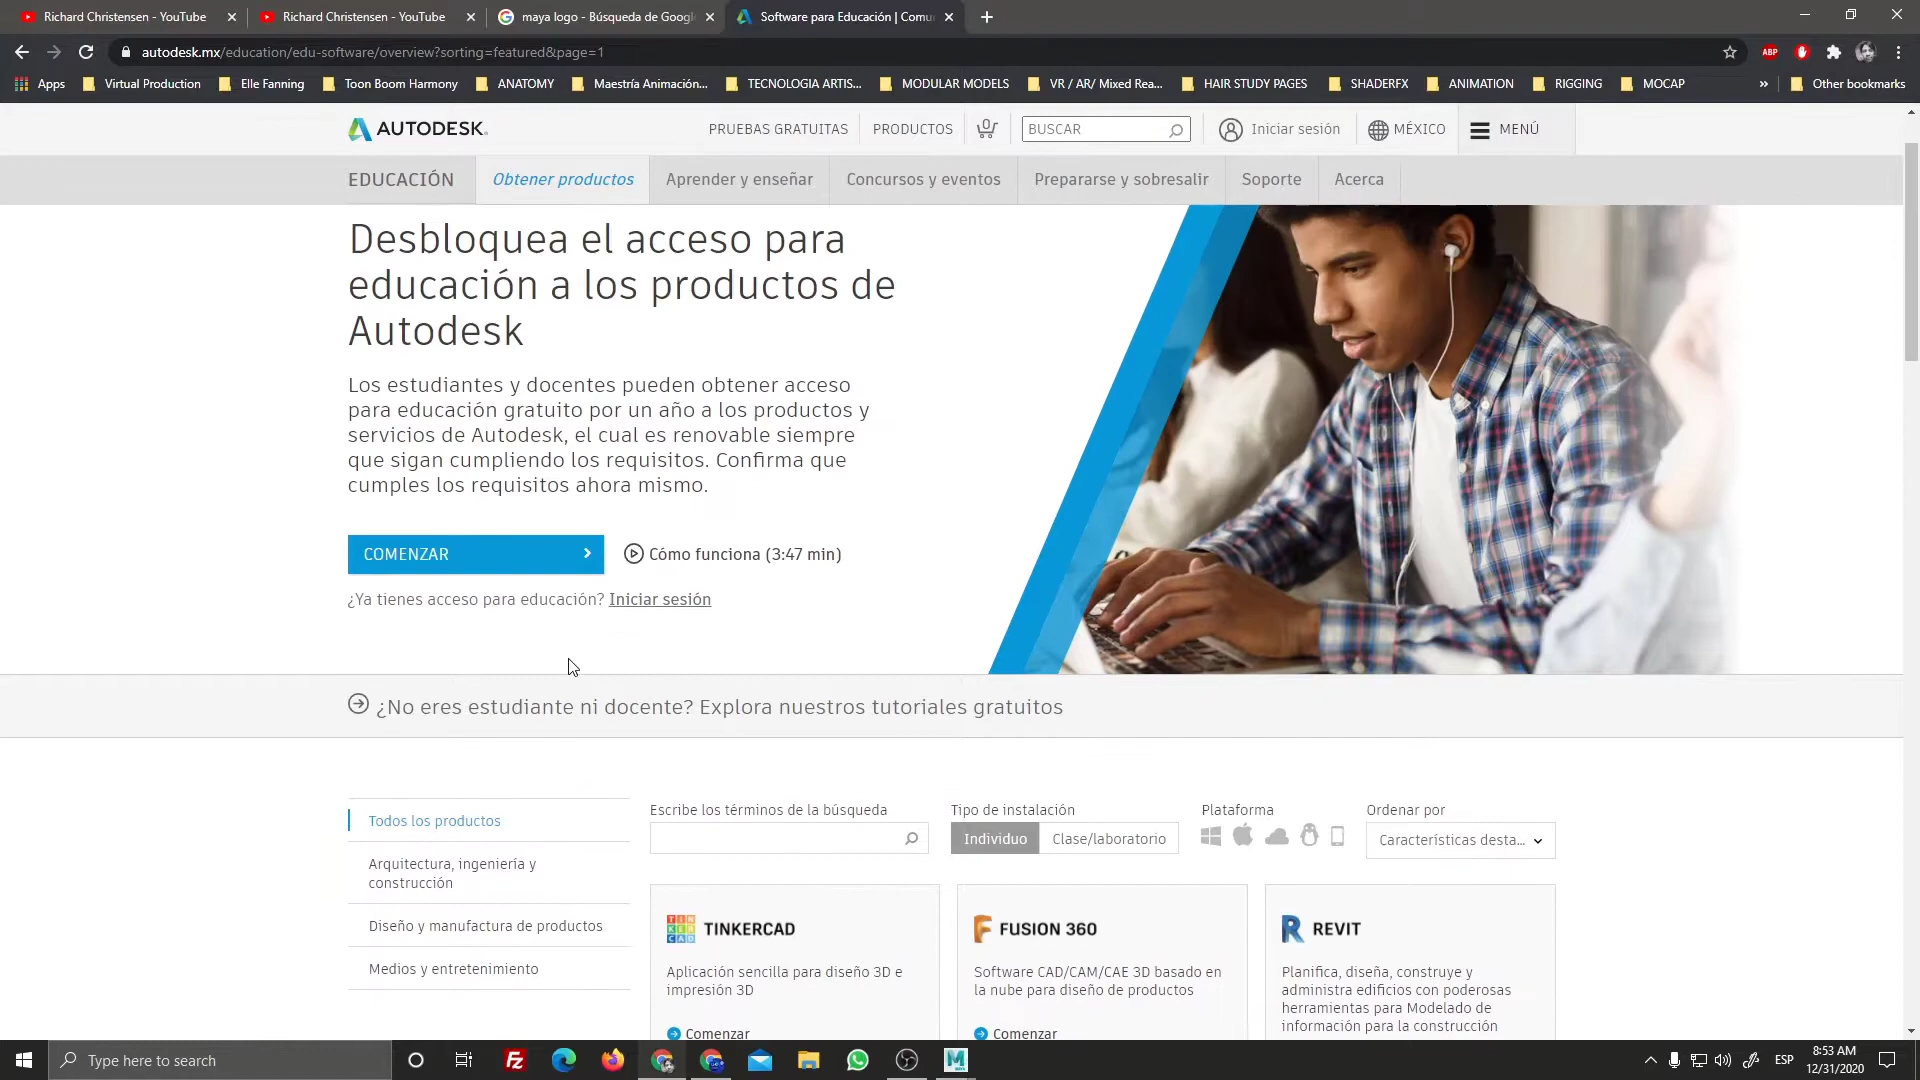 Richard Christensen - YouTube
Richard Christensen - YouTube
maya logo - Búsqueda de Google
Software para Educación | Comu
autodesk.mx/education/edu-software/overview?sorting=featured&page=1
ABP
Apps
Virtual Production
Elle Fanning
Toon Boom Harmony
ANATOMY
Maestría Animación...
TECNOLOGIA ARTIS...
MODULAR MODELS
VR / AR/ Mixed Rea...
HAIR STUDY PAGES
SHADERFX
ANIMATION
RIGGING
MOCAP
»
Other bookmarks
AUTODESK.
PRUEBAS GRATUITAS
PRODUCTOS
0
BUSCAR
Iniciar sesión
MÉXICO
MENÚ
EDUCACIÓN
Obtener productos
Aprender y enseñar
Concursos y eventos
Prepararse y sobresalir
Soporte
Acerca
Desbloquea el acceso para
educación a los productos de
Autodesk
Los estudiantes y docentes pueden obtener acceso
para educación gratuito por un año a los productos y
servicios de Autodesk, el cual es renovable siempre
que sigan cumpliendo los requisitos. Confirma que
cumples los requisitos ahora mismo.
COMENZAR
Cómo funciona (3:47 min)
¿Ya tienes acceso para educación? Iniciar sesión
¿No eres estudiante ni docente? Explora nuestros tutoriales gratuitos
Todos los productos
Arquitectura, ingeniería y
construcción
Diseño y manufactura de productos
Medios y entretenimiento
Escribe los términos de la búsqueda
Tipo de instalación
Individuo
Clase/laboratorio
Plataforma
Ordenar por
Características desta...
TINKERCAD
Aplicación sencilla para diseño 3D e
impresión 3D
Comenzar
FUSION 360
Software CAD/CAM/CAE 3D basado en
la nube para diseño de productos
Comenzar
REVIT
Planifica, diseña, construye y
administra edificios con poderosas
herramientas para Modelado de
información para la construcción
Type here to search
ESP
8:53 AM
12/31/2020